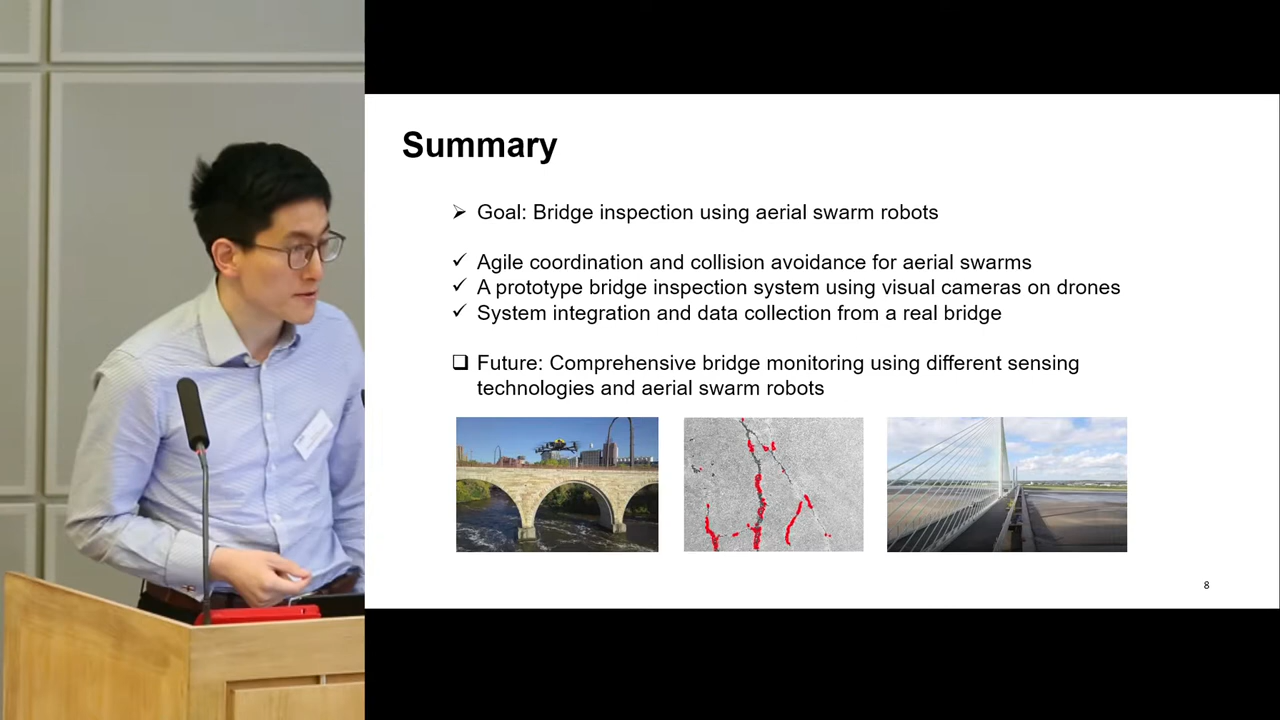 Summary
➢ Goal: Bridge inspection using aerial swarm robots
✓ Agile coordination and collision avoidance for aerial swarms
✓ A prototype bridge inspection system using visual cameras on drones
✓ System integration and data collection from a real bridge
❑ Future: Comprehensive bridge monitoring using different sensing
technologies and aerial swarm robots
8